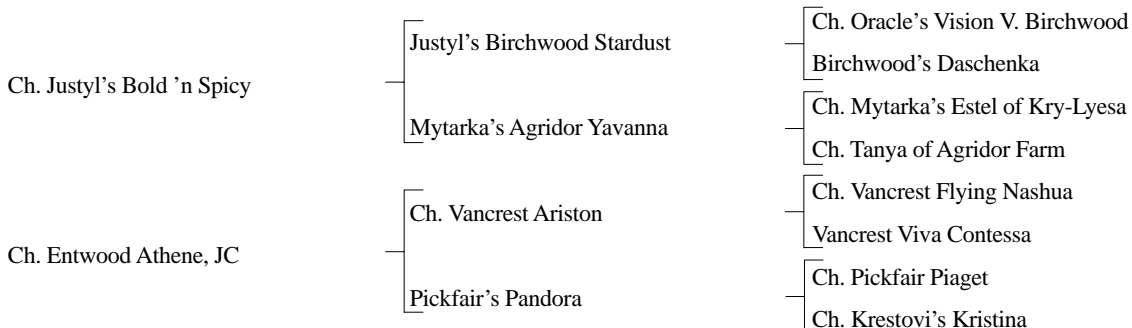 Ch. Oracle’s Vision V. Birchwood
Justyl’s Birchwood Stardust
Birchwood’s Daschenka
Ch. Justyl’s Bold ’n Spicy
Ch. Mytarka’s Estel of Kry-Lyesa
Mytarka’s Agridor Yavanna
Ch. Tanya of Agridor Farm
Ch. Vancrest Flying Nashua
Ch. Vancrest Ariston
Vancrest Viva Contessa
Ch. Entwood Athene, JC
Ch. Pickfair Piaget
Pickfair’s Pandora
Ch. Krestovi’s Kristina